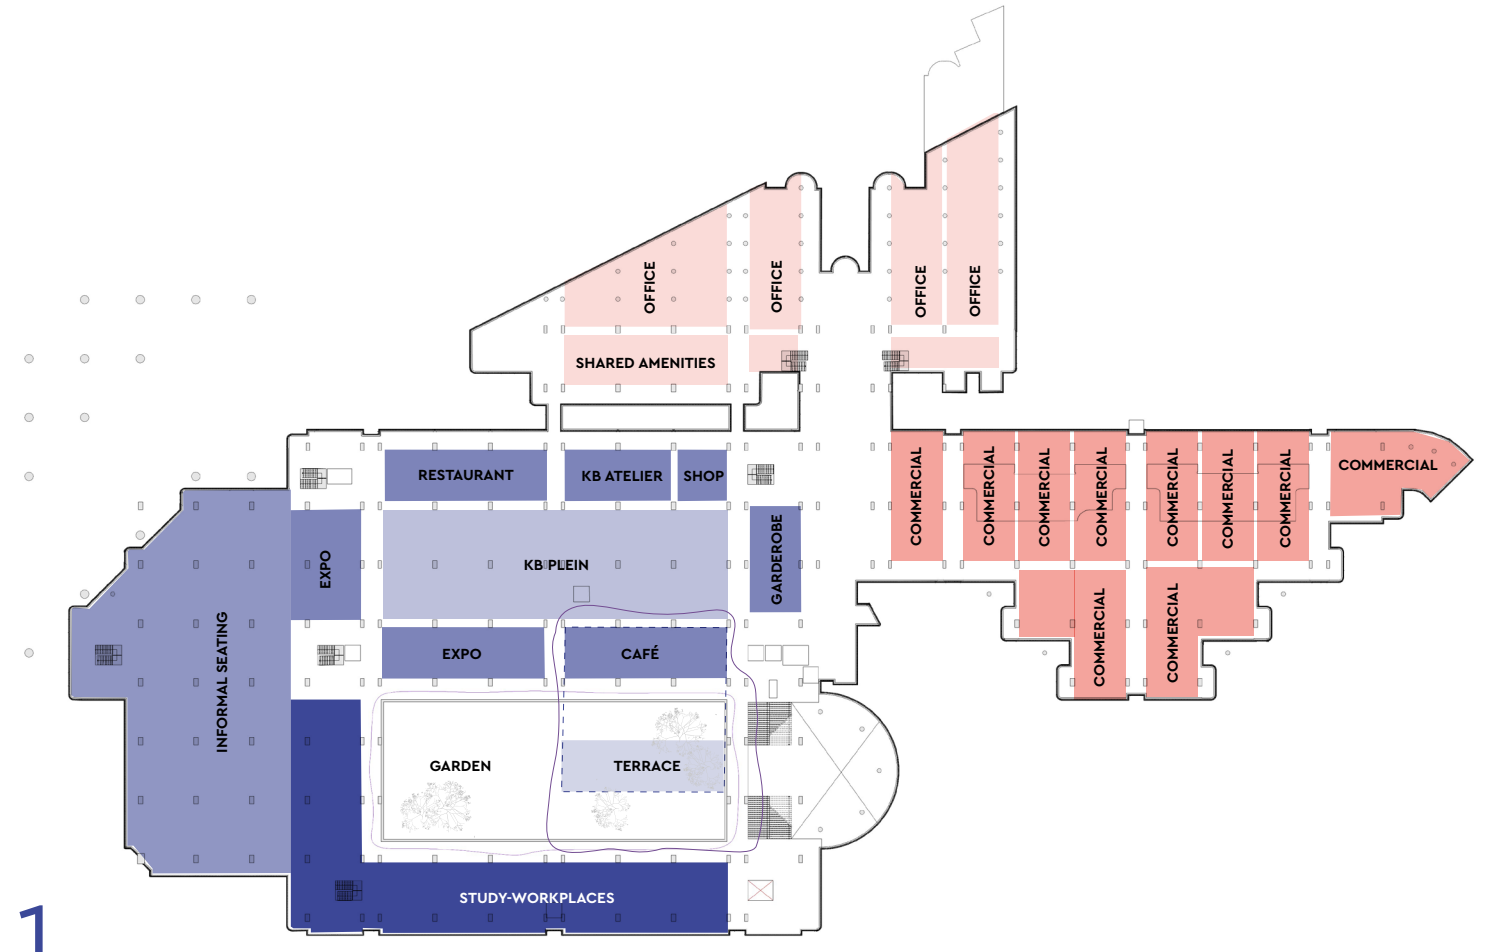 OFFICE
OFFICE
OFFICE
OFFICE
SHARED AMENITIES
RESTAURANT
KB ATELIER
SHOP
COMMERCIAL
COMMERCIAL
COMMERCIAL
COMMERCIAL
COMMERCIAL
COMMERCIAL
COMMERCIAL
COMMERCIAL
EXPO
KB PLEIN
GARDEROBE
INFORMAL SEATING
EXPO
CAFÉ
COMMERCIAL
COMMERCIAL
GARDEN
TERRACE
STUDY-WORKPLACES
1